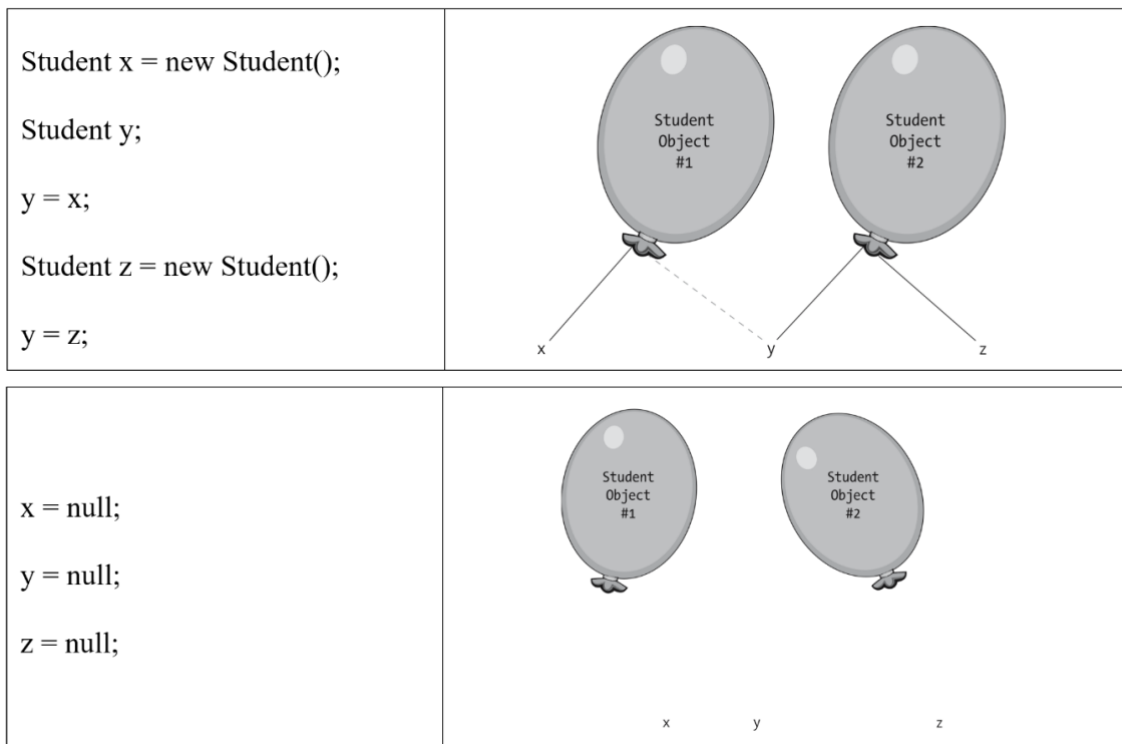 Student x = new Student();
Student y;
y = x;
Student z = new Student();
y = z;
Student
Object
#1
Student
Object
#2
x
y
z
x = null;
y = null;
z = null;
Student
Object
#1
Student
Object
#2
x
y
z